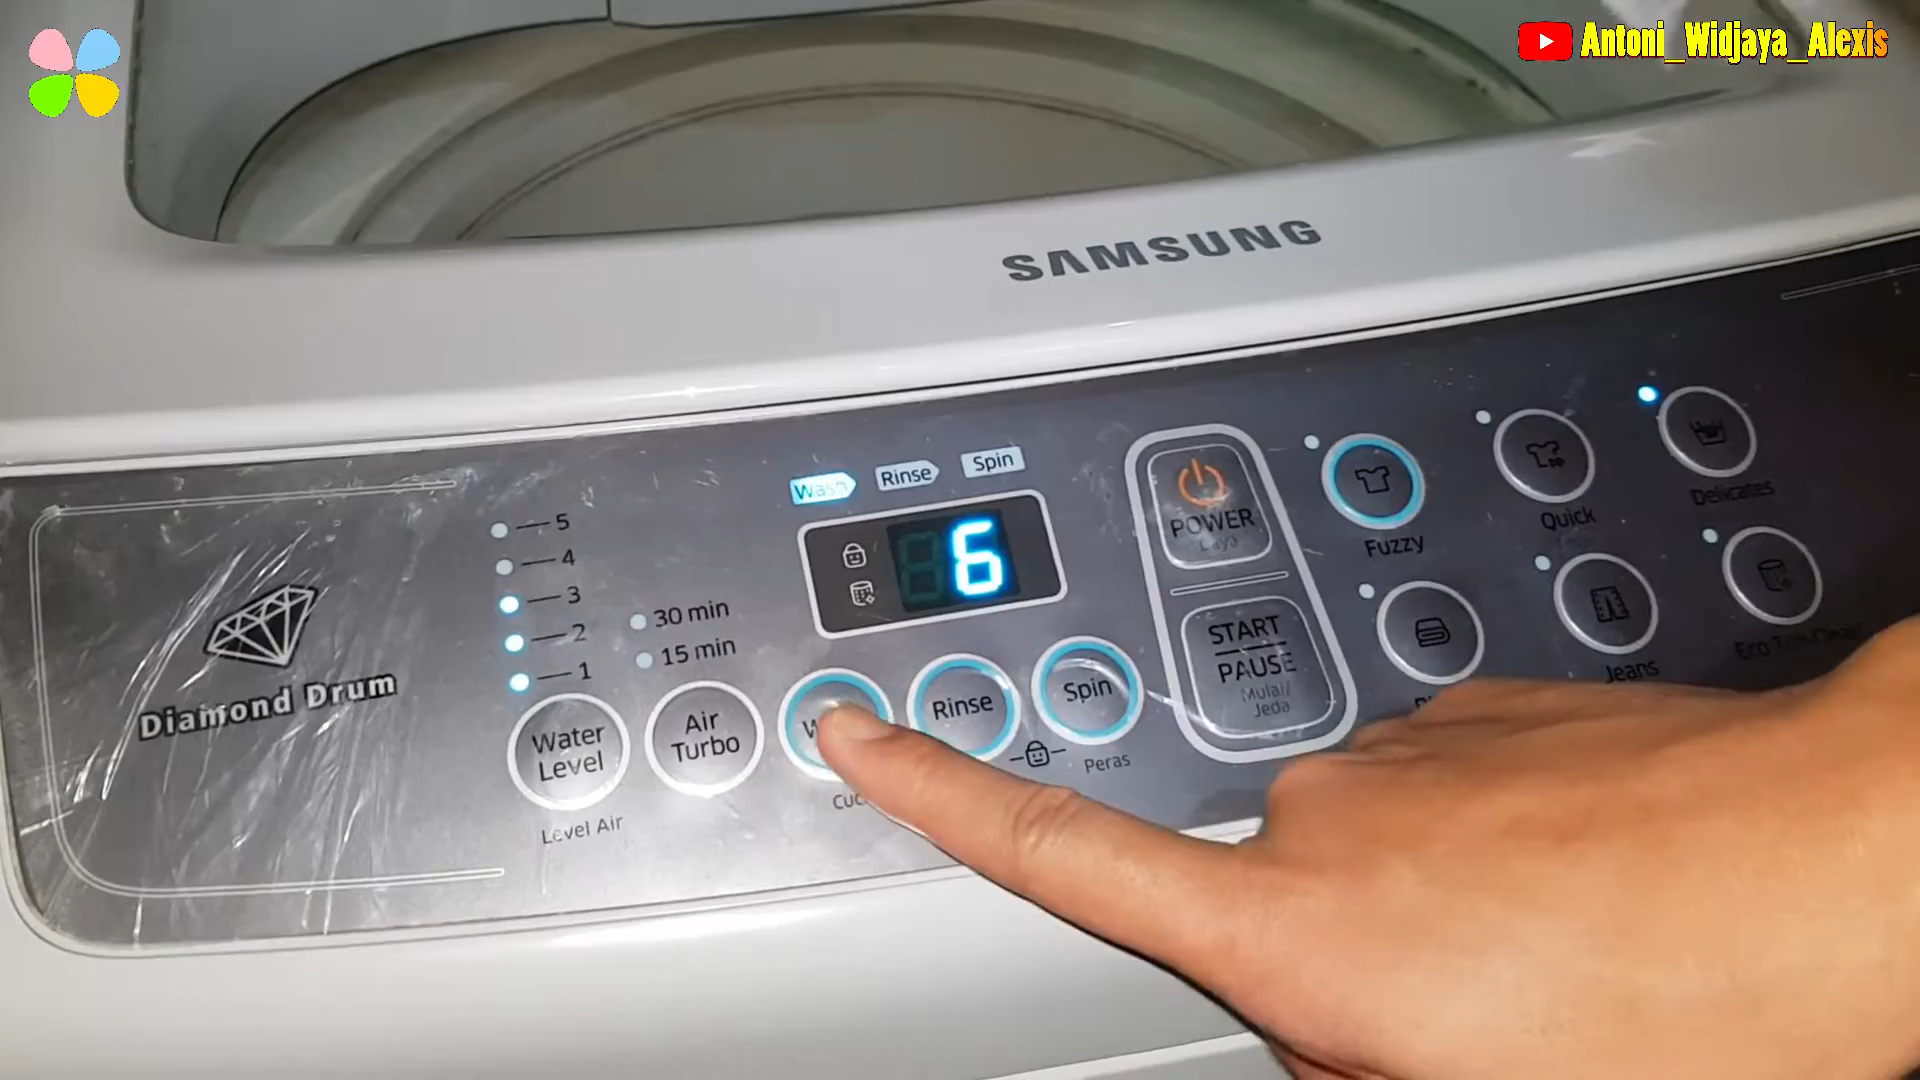 Antoni_Widjaya_Alexis
SAMSUNG
Wash
Rinse
Spin
5
4
3
2
1
30 min
15 min
6
Diamond Drum
Water
Level
Level Air
Air
Turbo
Rinse
Spin
Peras
POWER
Daya
START
PAUSE
Mulai/
Jeda
Fuzzy
Quick
Delicates
Jeans